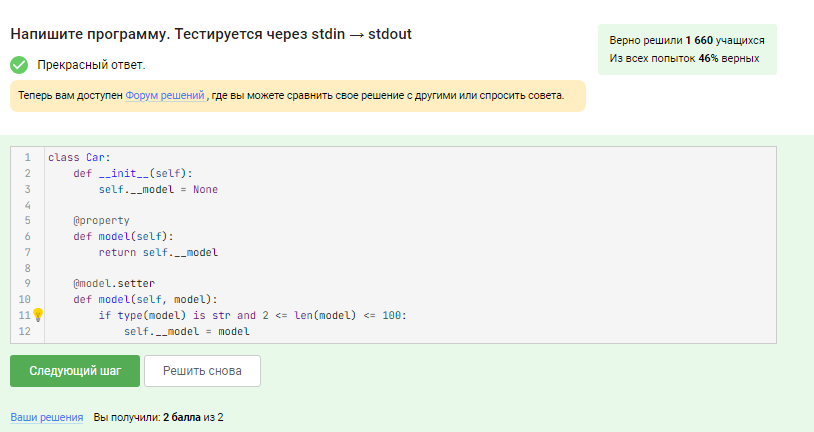 Напишите программу. Тестируется через stdin → stdout
Верно решили 1 660 учащихся
Из всех попыток 46% верных
Прекрасный ответ.
Теперь вам доступен Форум решений , где вы можете сравнить свое решение с другими или спросить совета.
1 class Car:
2     def __init__(self):
3         self.__model = None
4
5     @property
6     def model(self):
7         return self.__model
8
9     @model.setter
10     def model(self, model):
11         if type(model) is str and 2 <= len(model) <= 100:
12             self.__model = model
Следующий шаг
Решить снова
Ваши решения Вы получили: 2 балла из 2